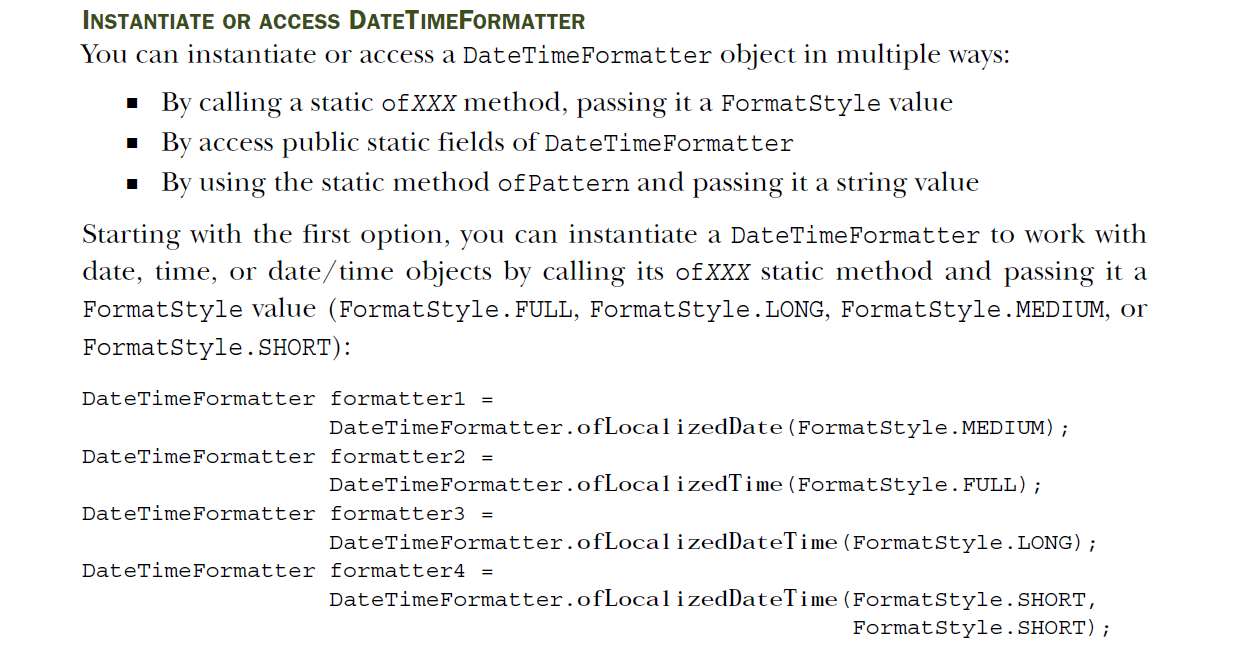 INSTANTIATE OR ACCESS DATETIMEFORMATTER
You can instantiate or access a DateTimeFormatter object in multiple ways:
■ By calling a static ofXXX method, passing it a FormatStyle value
■ By access public static fields of DateTimeFormatter
■ By using the static method ofPattern and passing it a string value
Starting with the first option, you can instantiate a DateTimeFormatter to work with
date, time, or date/time objects by calling its ofXXX static method and passing it a
FormatStyle value (FormatStyle.FULL, FormatStyle.LONG, FormatStyle.MEDIUM, or
FormatStyle.SHORT):
DateTimeFormatter formatter1 =
DateTimeFormatter.ofLocalizedDate(FormatStyle.MEDIUM);
DateTimeFormatter formatter2 =
DateTimeFormatter.ofLocalizedTime(FormatStyle.FULL);
DateTimeFormatter formatter3 =
DateTimeFormatter.ofLocalizedDateTime(FormatStyle.LONG);
DateTimeFormatter formatter4 =
DateTimeFormatter.ofLocalizedDateTime(FormatStyle.SHORT,
FormatStyle.SHORT);